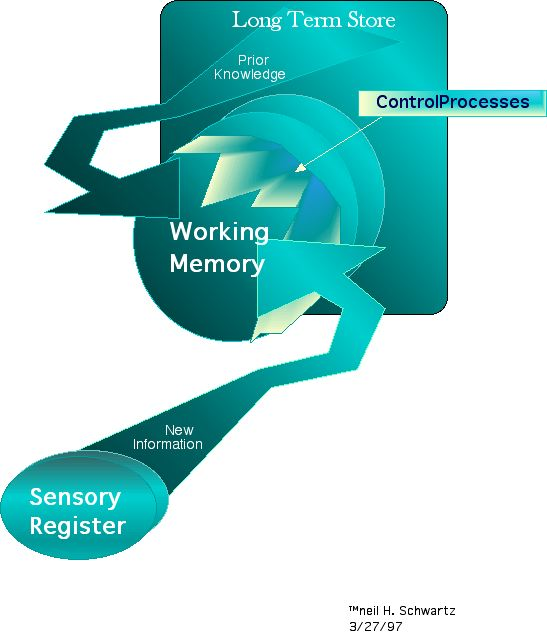 Long Term Store
Prior
Knowledge
ControlProcesses
Working
Memory
New
Information
Sensory
Register
™neil H. Schwartz
3/27/97